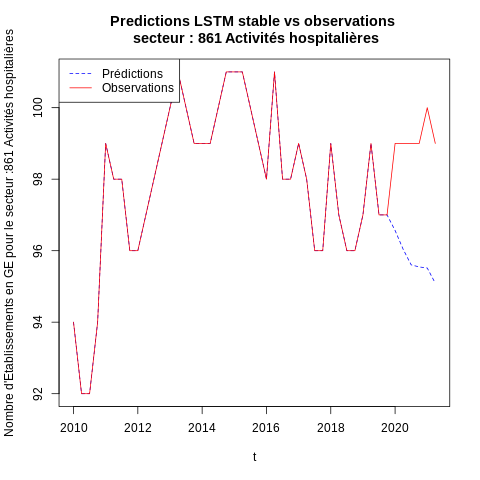 Predictions LSTM stable vs observations
secteur : 861 Activités hospitalières
Prédictions
Observations
Nombre d'Etablissements en GE pour le secteur :861 Activités hospitalières
100
98
96
94
92
2010 2012 2014 2016 2018 2020
t